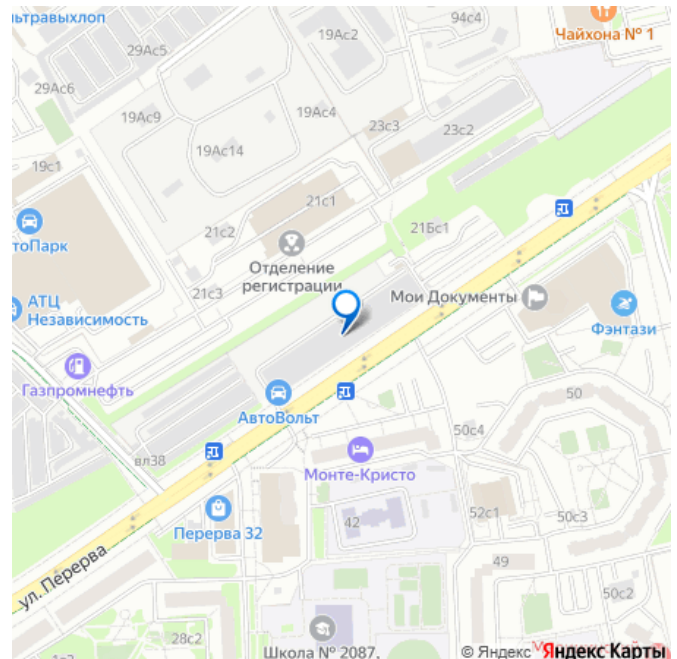 льтравыхлоп
94с4
Чайхона № 1
19Ас2
29Ас5
29Ас6
19Ас9
19Ас4
23с3
23с2
19Ас14
19с1
21с1
тоПарк
21с2
21Бс1
Отделение
регистрации
21с3
АТЦ
Независимость
Мои Документы
Фэнтази
Газпромнефть
АвтоВольт
50
50с4
вл38
Монте-Кристо
Перерва 32
42
52с1
50с3
ул. Перерва
49
50с2
28с2
Школа № 2087,
© Яндекс
Яндекс Карты